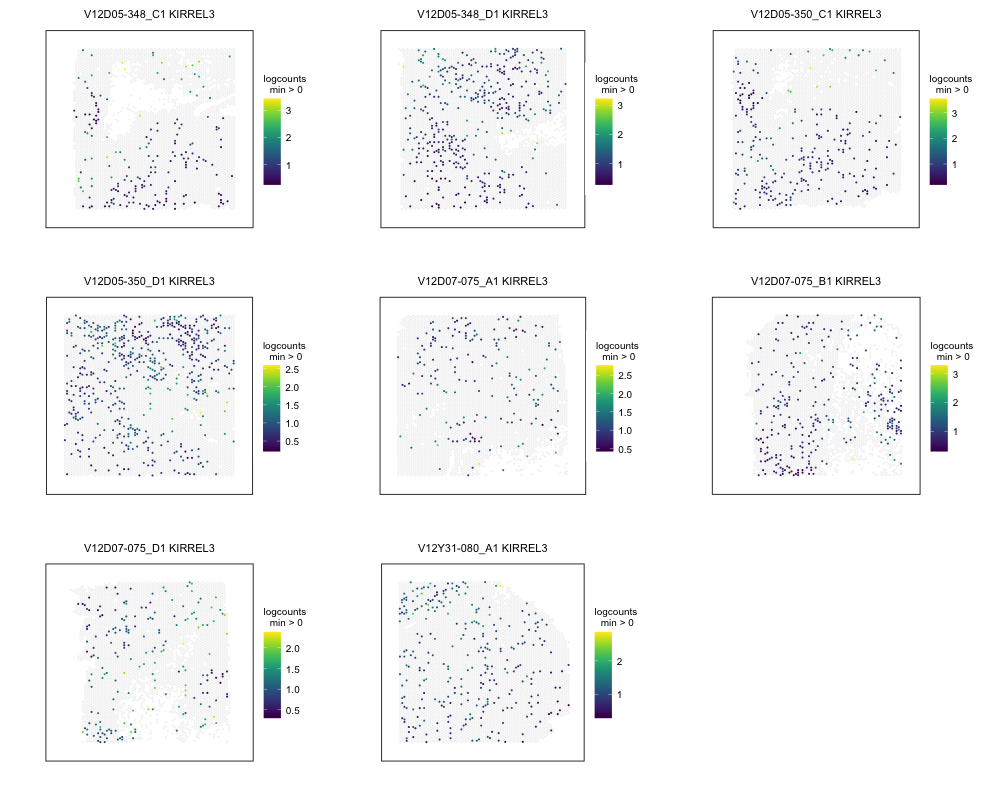 V12D05-348_C1 KIRREL3
logcounts
min > 0
3
2
1
V12D05-348_D1 KIRREL3
logcounts
min > 0
3
2
1
V12D05-350_C1 KIRREL3
logcounts
min > 0
3
2
1
V12D05-350_D1 KIRREL3
logcounts
min > 0
2.5
2.0
1.5
1.0
0.5
V12D07-075_A1 KIRREL3
logcounts
min > 0
2.5
2.0
1.5
1.0
0.5
V12D07-075_B1 KIRREL3
logcounts
min > 0
3
2
1
V12D07-075_D1 KIRREL3
logcounts
min > 0
2.0
1.5
1.0
0.5
V12Y31-080_A1 KIRREL3
logcounts
min > 0
2
1